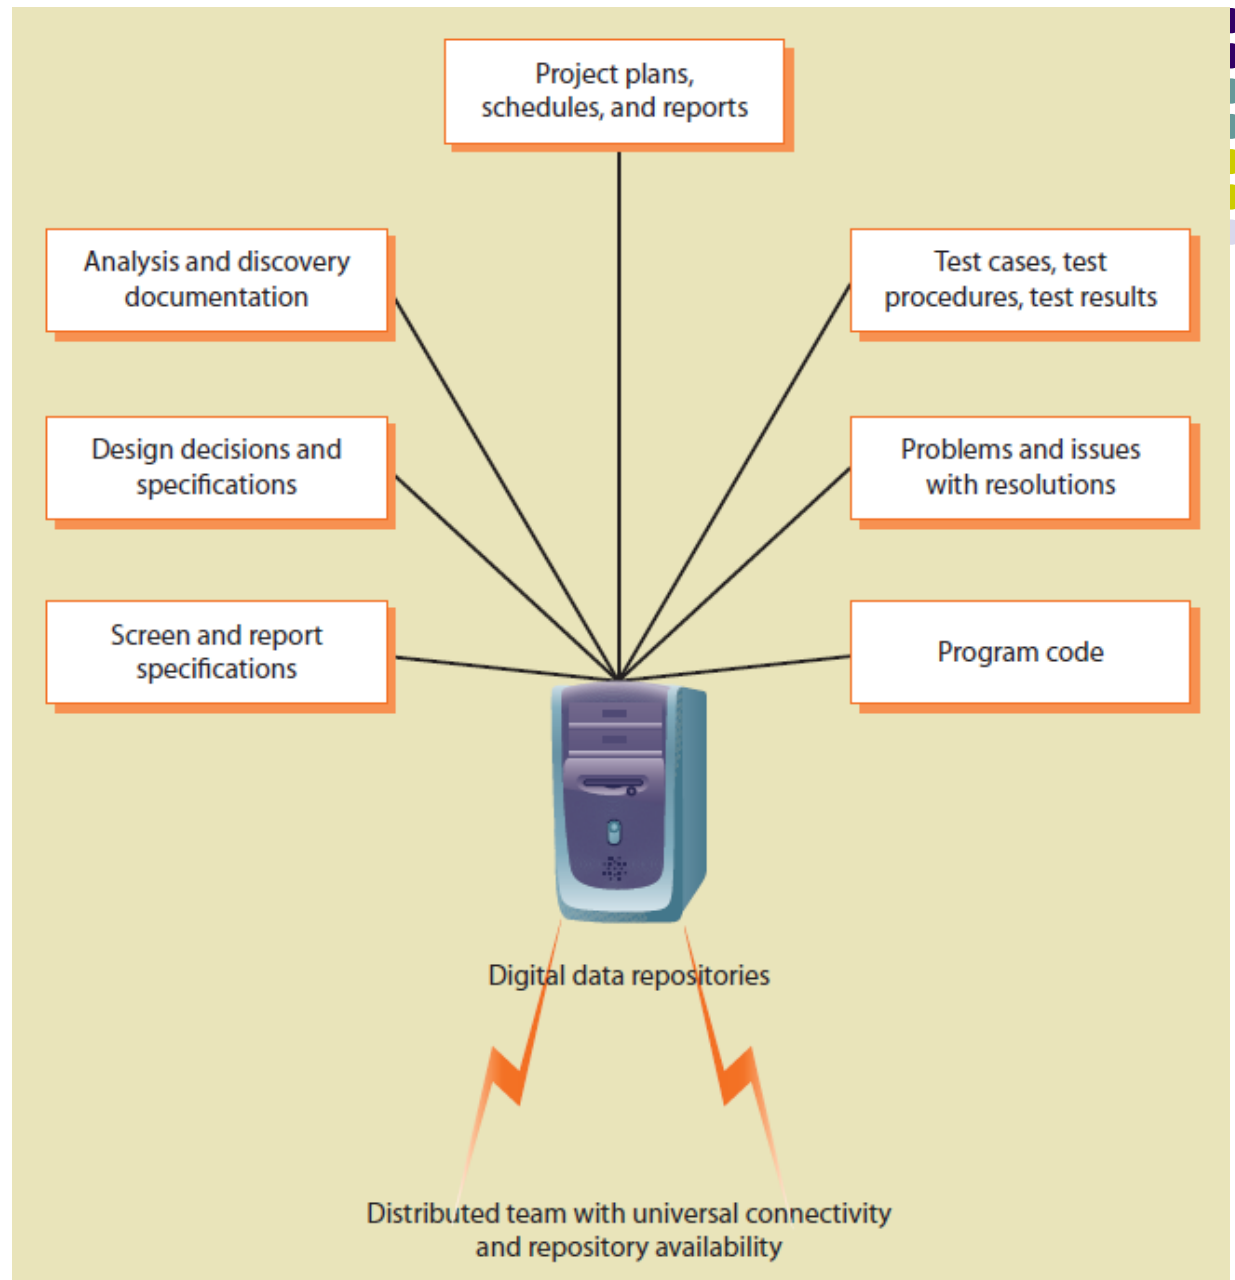 Project plans,
schedules, and reports
Analysis and discovery
documentation
Test cases, test
procedures, test results
Design decisions and
specifications
Problems and issues
with resolutions
Screen and report
specifications
Program code
Digital data repositories
Distributed team with universal connectivity
and repository availability